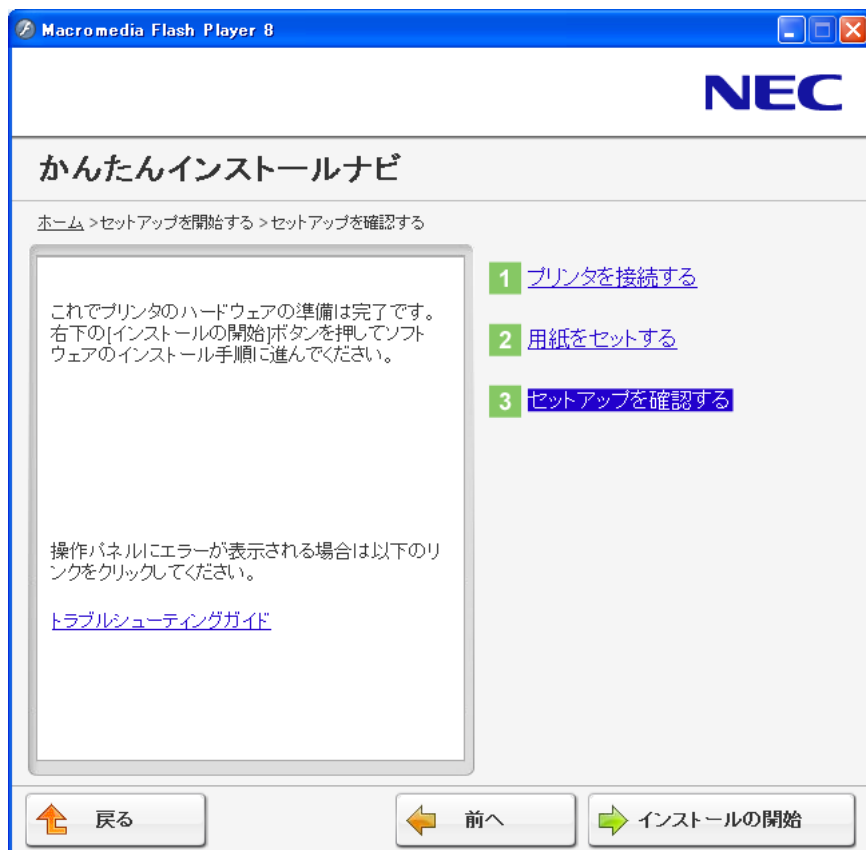 Macromedia Flash Player 8
NEC
かんたんインストールナビ
ホーム >セットアップを開始する >セットアップを確認する
これでプリンタのハードウェアの準備は完了です。
右下の[インストールの開始]ボタンを押してソフト
ウェアのインストール手順に進んでください。
操作パネルにエラーが表示される場合は以下のリ
ンクをクリックしてください。
トラブルシューティングガイド
1 プリンタを接続する
2 用紙をセットする
3 セットアップを確認する
戻る
前へ
インストールの開始